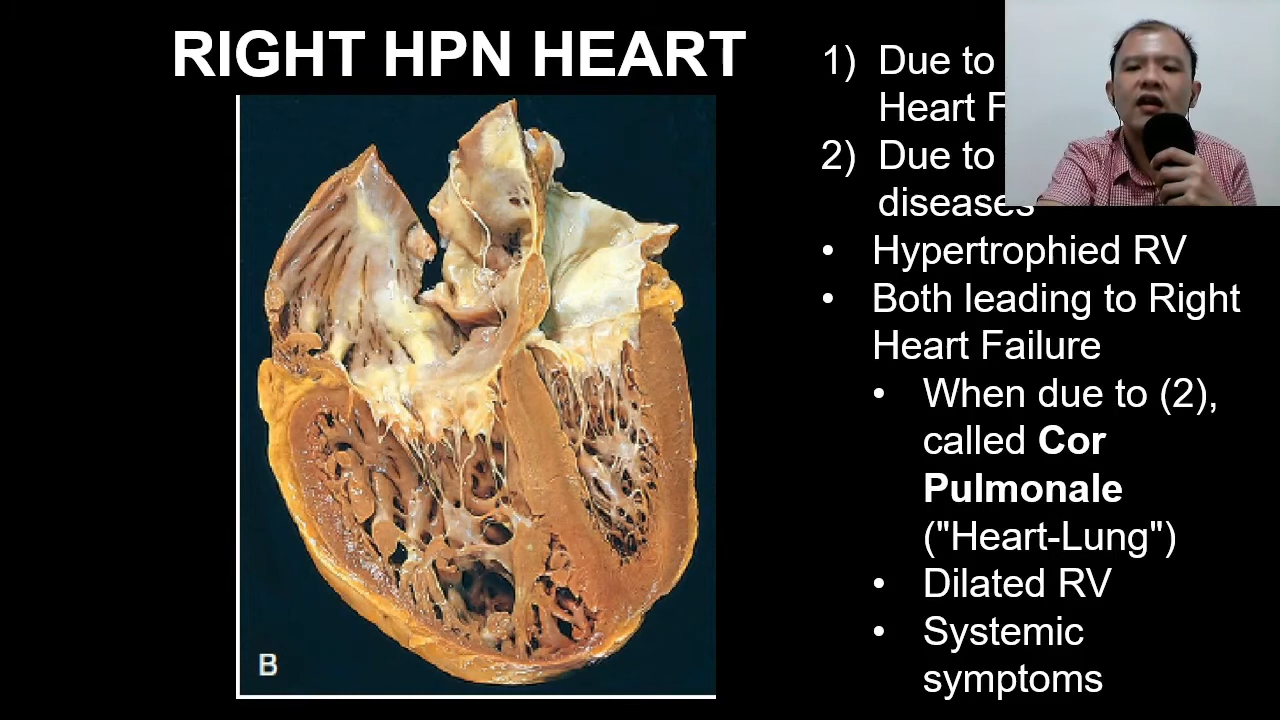 RIGHT HPN HEART
1) Due to
Heart
2) Due to
diseases
• Hypertrophied RV
• Both leading to Right
Heart Failure
• When due to (2),
called Cor
Pulmonale
("Heart-Lung")
• Dilated RV
• Systemic
symptoms
B